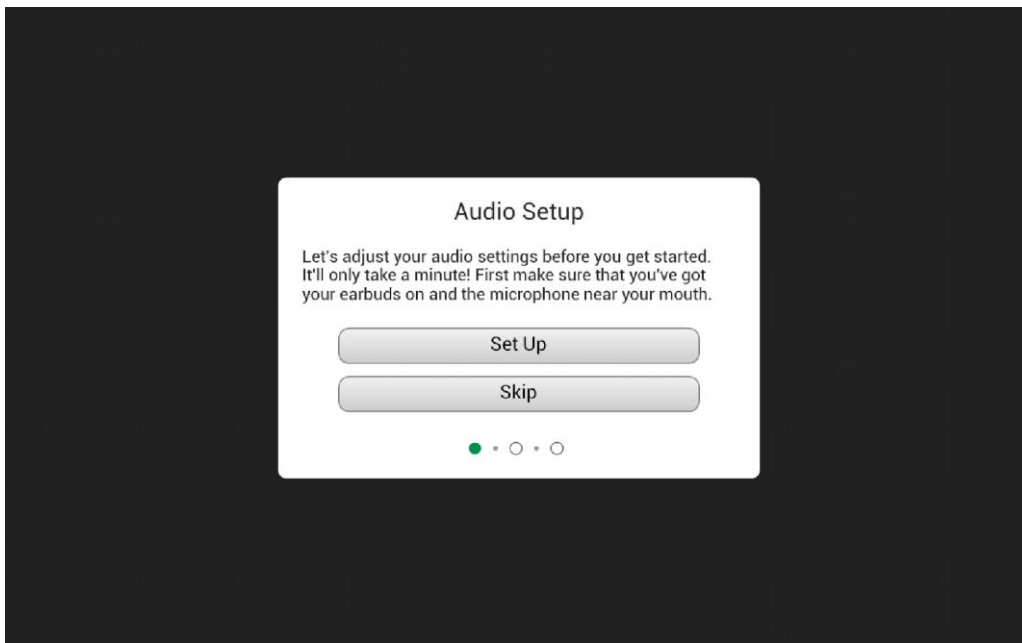 Audio Setup
Let's adjust your audio settings before you get started.
It'll only take a minute! First make sure that you've got
your earbuds on and the microphone near your mouth.
Set Up
Skip